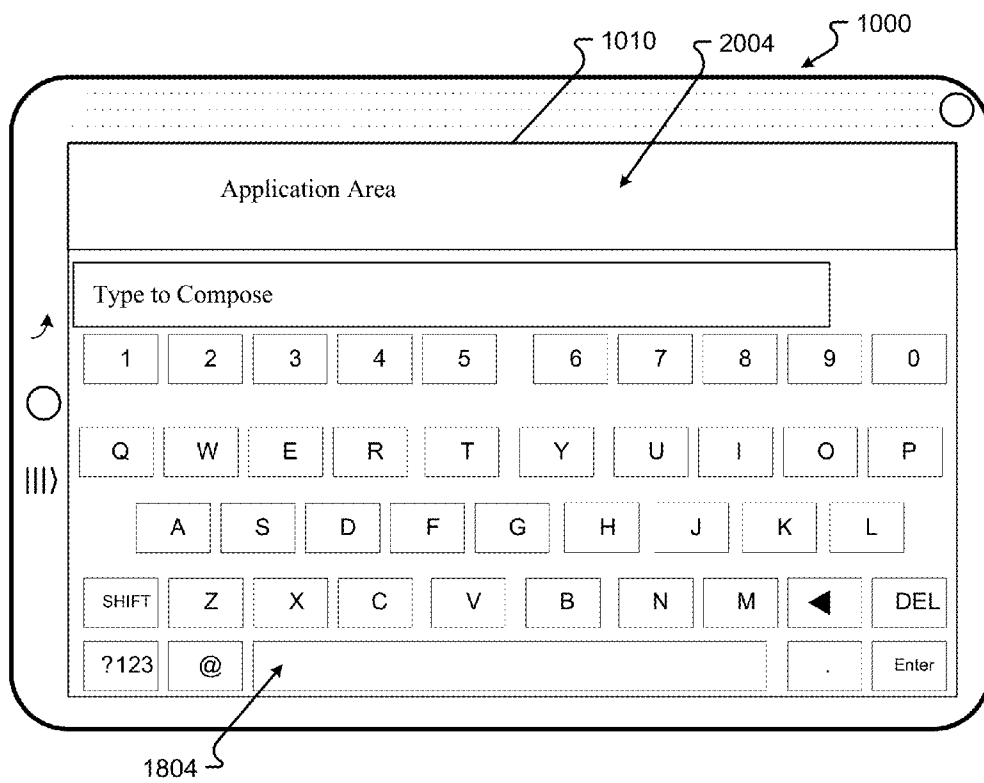 1000
1010 2004
Application Area
Type to Compose
1 2 3 4 5 6 7 8 9 0
Q W E R T Y U I O P
A S D F G H J K L
SHIFT Z X C V B N M DEL
?123 @ . Enter
1804